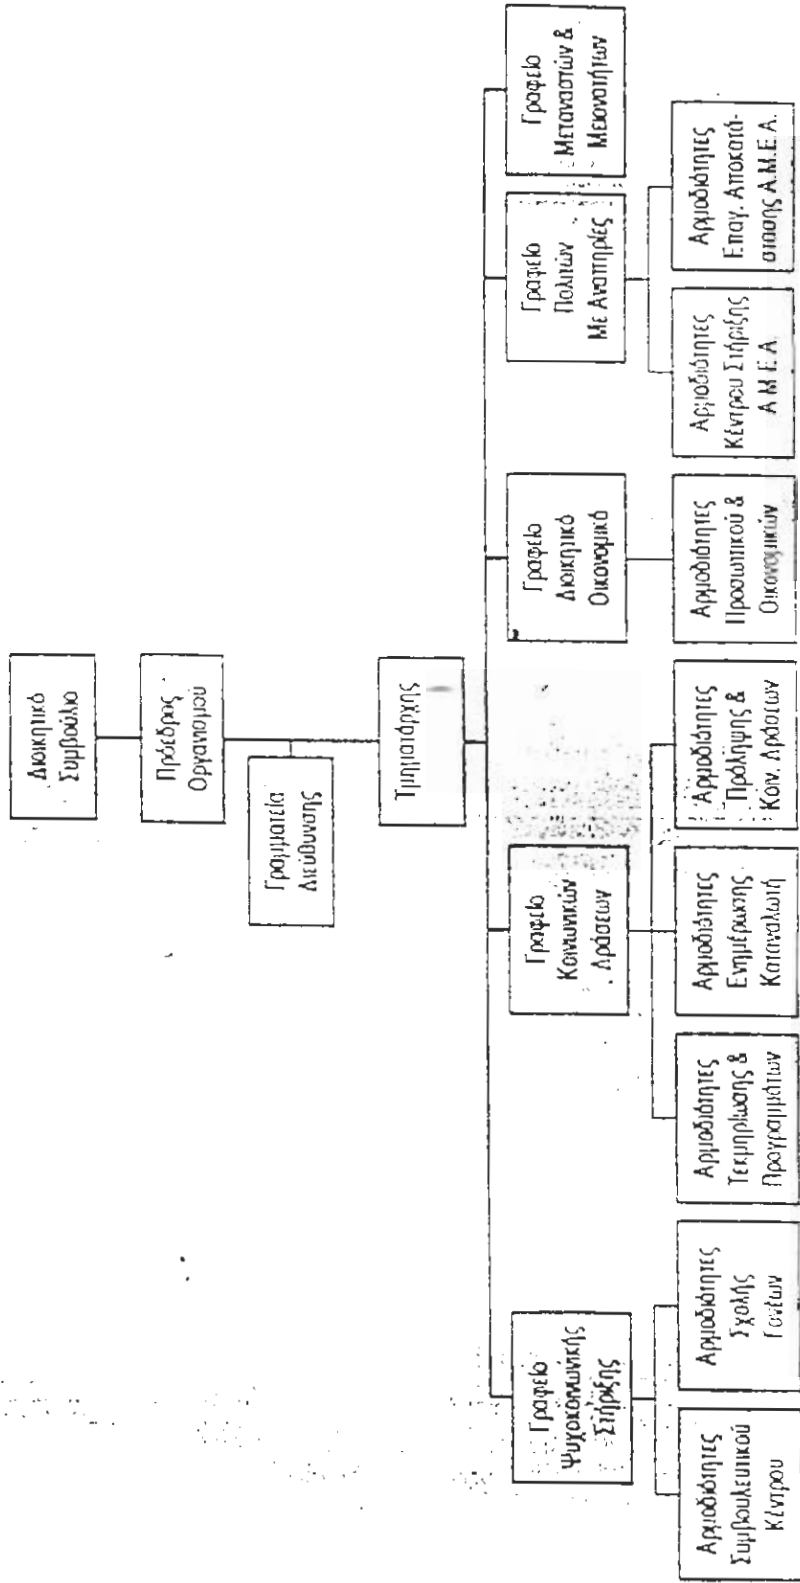 Διοικητικό
Συμβούλιο
Πρόεδρος
Οργανισμού
Γραμματεία
Διεύθυνσης
Τμηματάρχης
Γραφείο
Ψυχοκοινωνικής
Στήριξης
Γραφείο
Κοινωνικών
Δράσεων
Γραφείο
Διοικητικό
Οικονομικό
Γραφείο
Πολιτών
Με Αναπηρίες
Γραφείο
Μεταναστών &
Μειονοτήτων
Αρμοδιότητες
Συμβουλευτικού
Κέντρου
Αρμοδιότητες
Σχολής
Γονέων
Αρμοδιότητες
Τεκμηρίωσης &
Προγραμμάτων
Αρμοδιότητες
Ενημέρωσης
Καταναλωτή
Αρμοδιότητες
Πρόληψης &
Κοιν. Δράσεων
Αρμοδιότητες
Προσωπικού &
Οικονομικών
Αρμοδιότητες
Κέντρου Στήριξης
Α.Μ.Ε.Α.
Αρμοδιότητες
Επαγ. Αποκατά-
στασης Α.Μ.Ε.Α.